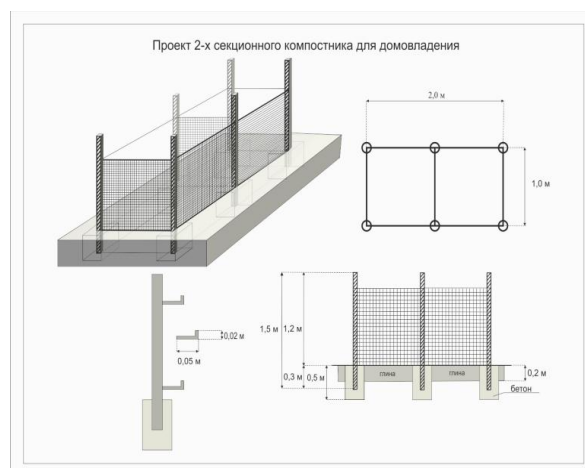 Проект 2-х секционного компостника для домовладения
2,0 м
1,0 м
0,02 м
0,05 м
1,5 м
1,2 м
0,3 м
0,5 м
глина
глина
0,2 м
бетон